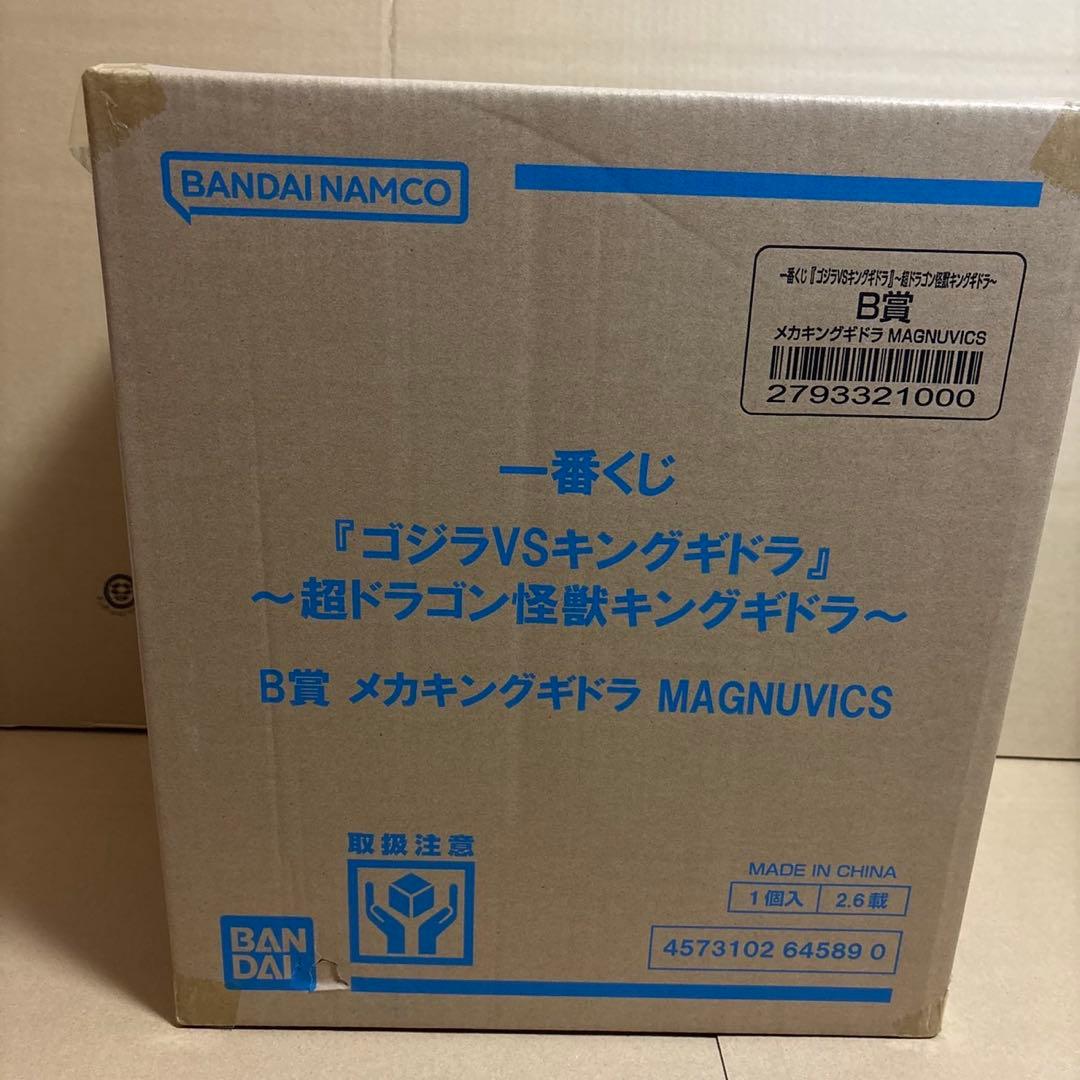 BANDAI NAMCO
一番くじ『ゴジラVSキングギドラ』～超ドラゴン怪獣キングギドラ～
B賞
メカキングギドラ MAGNUVICS
2793321000
一番くじ
『ゴジラVSキングギドラ』
～超ドラゴン怪獣キングギドラ～
B賞 メカキングギドラ MAGNUVICS
取扱注意
MADE IN CHINA
1個入 2.6載
4573102 64589 0
BAN
DAI